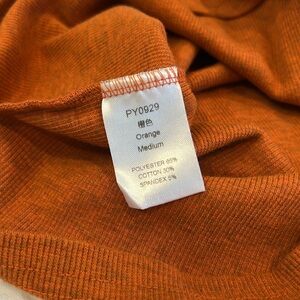 PY0929
橙色
Orange
Medium
POLYESTER 65%
COTTON 30%
SPANDEX 5%